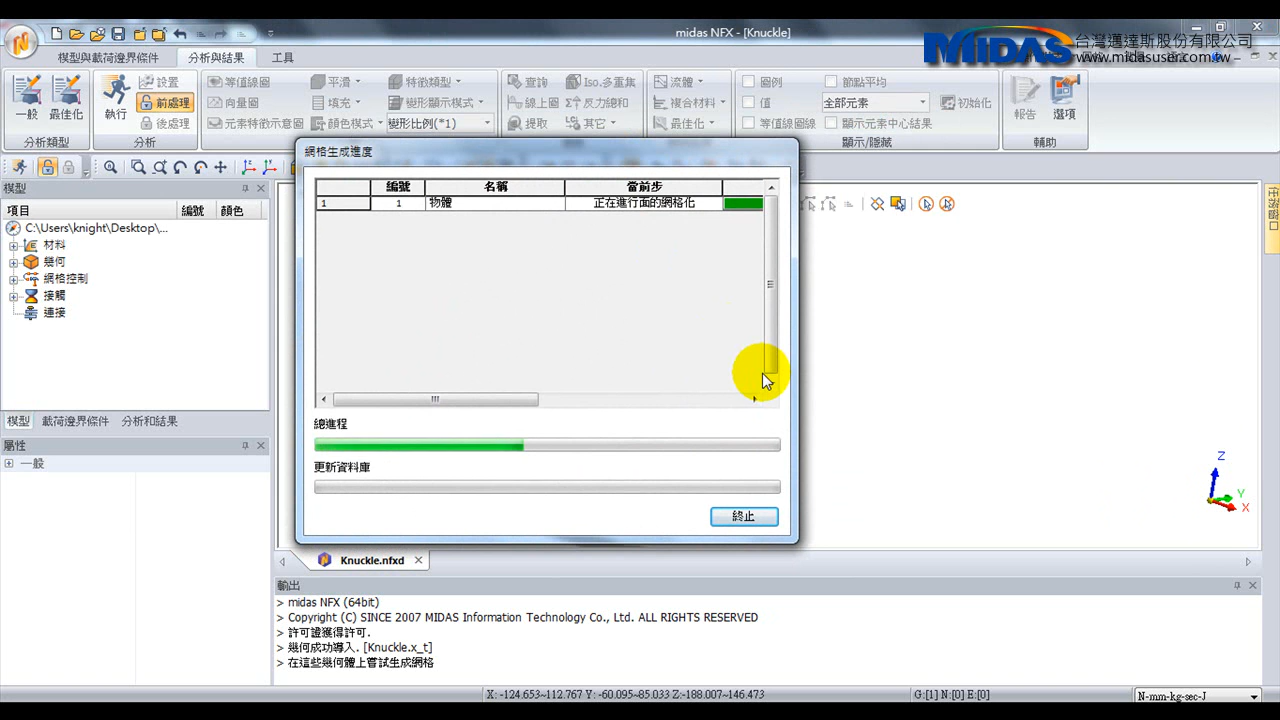 midas NFX - [Knuckle]
MIDAS 台灣邁達斯股份有限公司
www.midasuser.com.tw
模型與載荷邊界條件 分析與結果 工具
一般 最佳化 執行 設置 前處理 後處理
等值線圖 向量圖 元素特徵示意圖
平滑 填充 顏色模式
特徵類型 變形顯示模式 變形比例(*1)
查詢 線上圖 提取
Iso.多重集 反力總和 其它
流體 複合材料 最佳化
圖例 值 等值線圖線
節點平均 全部元素 初始化 顯示元素中心結果
報告 選項
分析類型 分析 顯示/隱藏 輔助
模型
項目 編號 顏色
C:\Users\knight\Desktop\...
材料
幾何
網格控制
接觸
連接
模型 載荷邊界條件 分析和結果
屬性
一般
網格生成進度
編號 名稱 當前步
1 1 物體 正在進行面的網格化
總進程
更新資料庫
終止
Z
Y
X
Knuckle.nfxd
輸出
> midas NFX (64bit)
> Copyright (C) SINCE 2007 MIDAS Information Technology Co., Ltd. ALL RIGHTS RESERVED
> 許可證獲得許可.
> 幾何成功導入. [Knuckle.x_t]
> 在這些幾何體上嘗試生成網格
X: -124.653~112.767 Y: -60.095~85.033 Z:-188.007~146.473 G:[1] N:[0] E:[0] N-mm-kg-sec-J